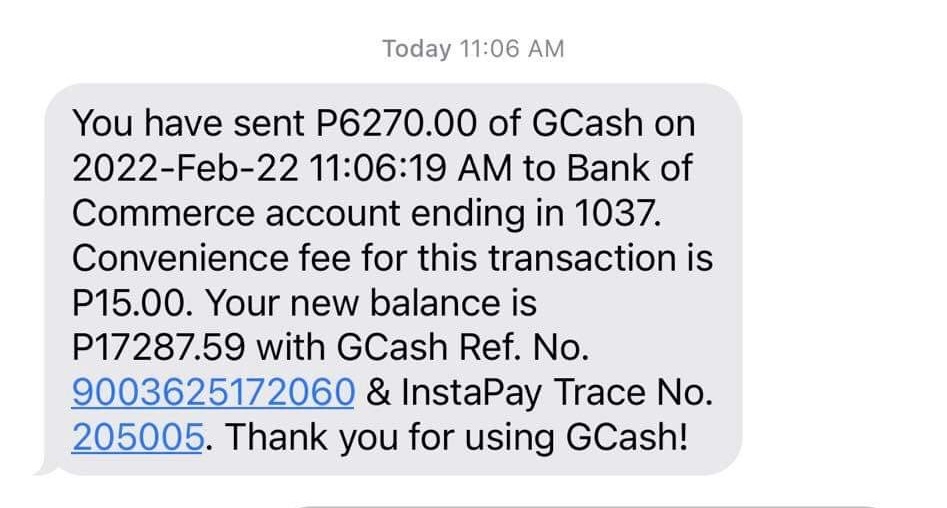 Today 11:06 AM
You have sent P6270.00 of GCash on
2022-Feb-22 11:06:19 AM to Bank of
Commerce account ending in 1037.
Convenience fee for this transaction is
P15.00. Your new balance is
P17287.59 with GCash Ref. No.
9003625172060 & InstaPay Trace No.
205005. Thank you for using GCash!